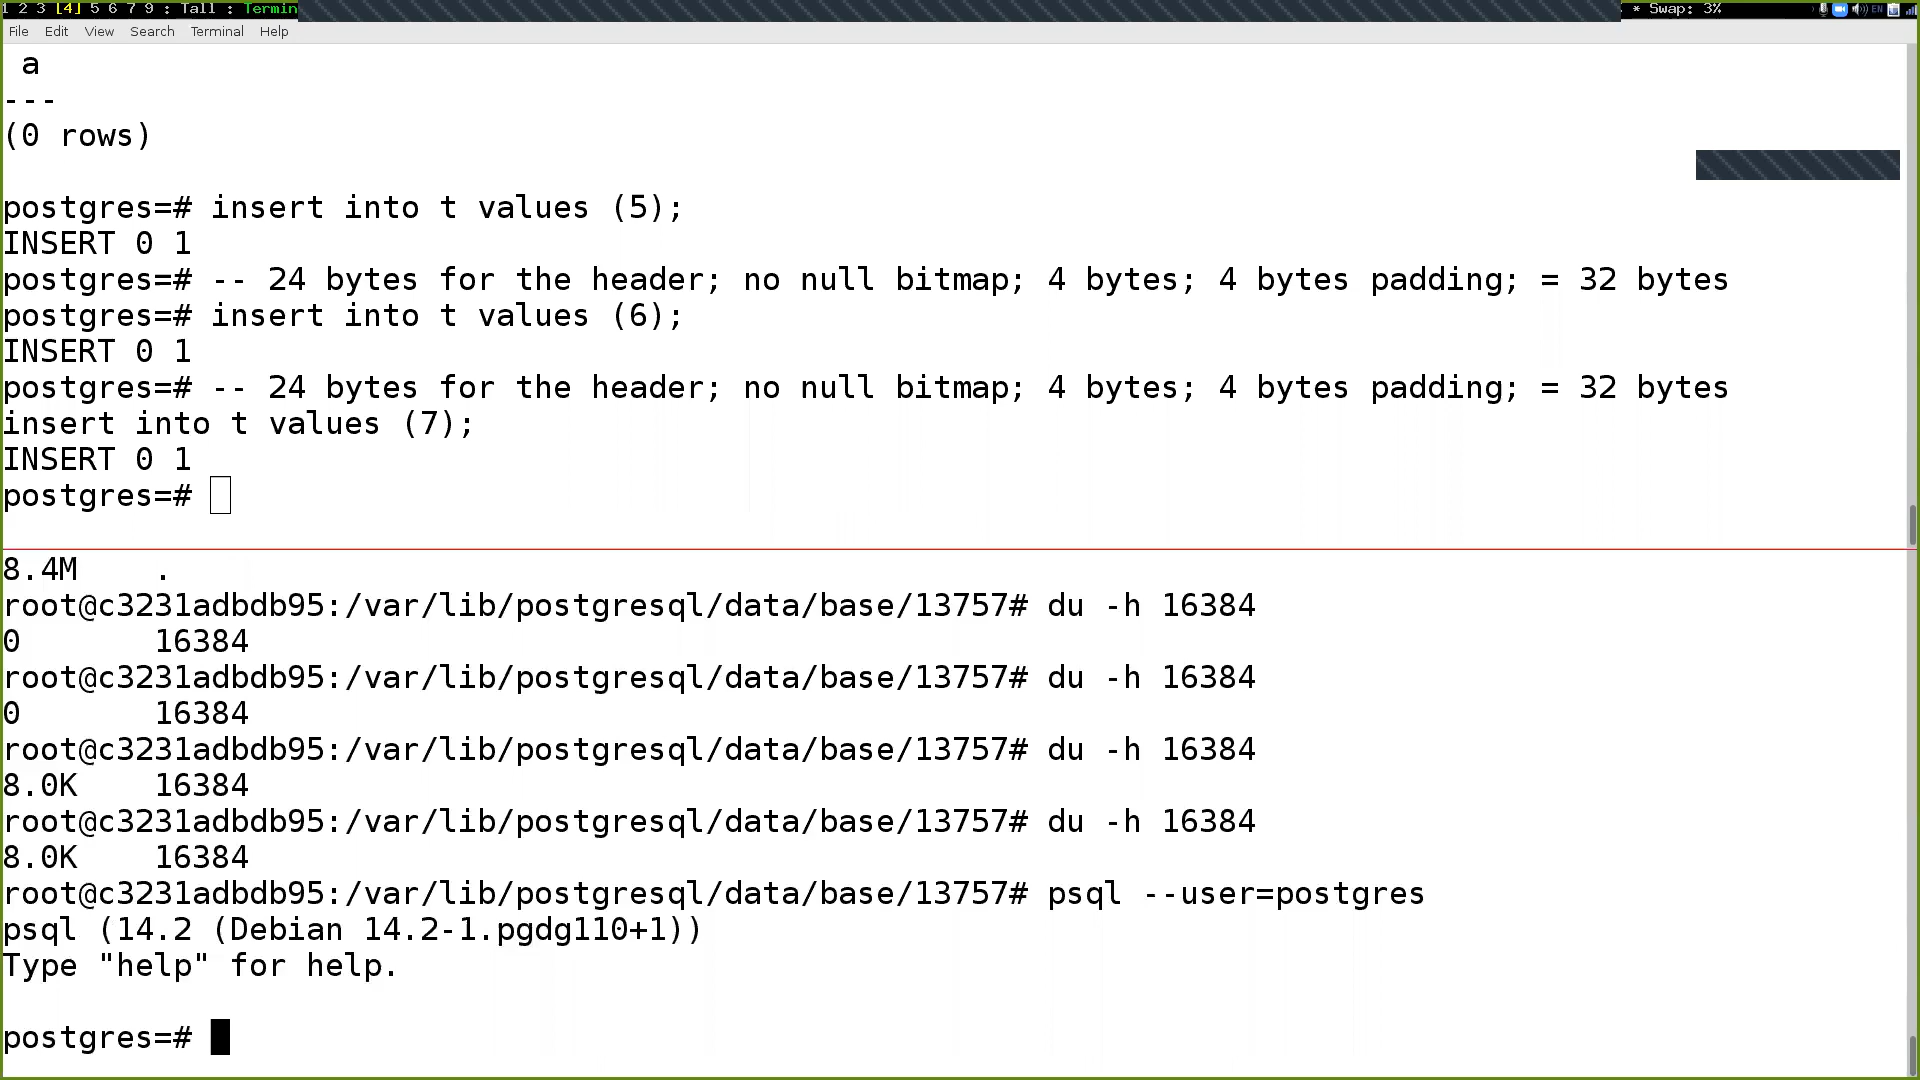 1 2 3 [4] 5 6 7 9 : Tall : Termin
* Swap: 3%
EN
File Edit View Search Terminal Help
a
---
(0 rows)
postgres=# insert into t values (5);
INSERT 0 1
postgres=# -- 24 bytes for the header; no null bitmap; 4 bytes; 4 bytes padding; = 32 bytes
postgres=# insert into t values (6);
INSERT 0 1
postgres=# -- 24 bytes for the header; no null bitmap; 4 bytes; 4 bytes padding; = 32 bytes
insert into t values (7);
INSERT 0 1
postgres=#
8.4M .
root@c3231adbdb95:/var/lib/postgresql/data/base/13757# du -h 16384
0 16384
root@c3231adbdb95:/var/lib/postgresql/data/base/13757# du -h 16384
0 16384
root@c3231adbdb95:/var/lib/postgresql/data/base/13757# du -h 16384
8.0K 16384
root@c3231adbdb95:/var/lib/postgresql/data/base/13757# du -h 16384
8.0K 16384
root@c3231adbdb95:/var/lib/postgresql/data/base/13757# psql --user=postgres
psql (14.2 (Debian 14.2-1.pgdg110+1))
Type "help" for help.
postgres=#